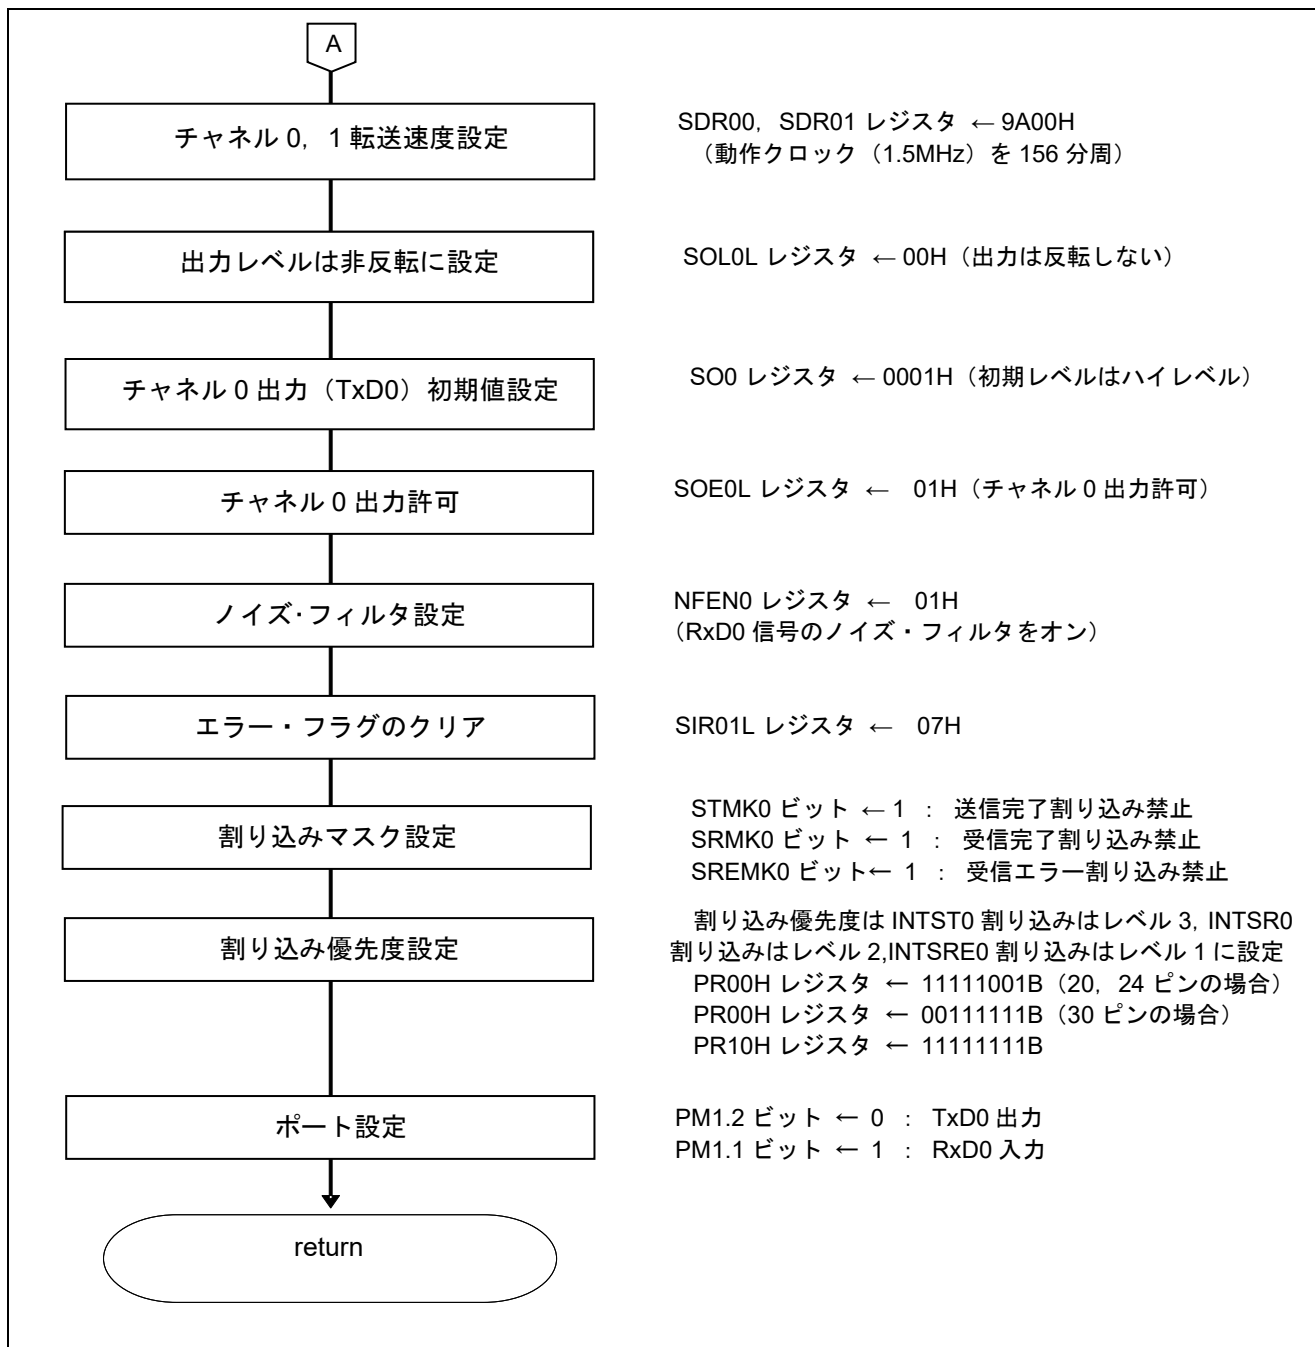 A
チャネル 0，1 転送速度設定
SDR00，SDR01 レジスタ ← 9A00H
（動作クロック（1.5MHz）を 156 分周）
出力レベルは非反転に設定
SOL0L レジスタ ← 00H（出力は反転しない）
チャネル 0 出力（TxD0）初期値設定
SO0 レジスタ ← 0001H（初期レベルはハイレベル）
チャネル 0 出力許可
SOE0L レジスタ ← 01H（チャネル 0 出力許可）
ノイズ･フィルタ設定
NFEN0 レジスタ ← 01H
（RxD0 信号のノイズ・フィルタをオン）
エラー・フラグのクリア
SIR01L レジスタ ← 07H
割り込みマスク設定
STMK0 ビット ← 1 ： 送信完了割り込み禁止
SRMK0 ビット ← 1 ： 受信完了割り込み禁止
SREMK0 ビット← 1 ： 受信エラー割り込み禁止
割り込み優先度設定
割り込み優先度は INTST0 割り込みはレベル 3, INTSR0
割り込みはレベル 2,INTSRE0 割り込みはレベル 1 に設定
PR00H レジスタ ← 11111001B（20，24 ピンの場合）
PR00H レジスタ ← 00111111B（30 ピンの場合）
PR10H レジスタ ← 11111111B
ポート設定
PM1.2 ビット ← 0 ： TxD0 出力
PM1.1 ビット ← 1 ： RxD0 入力
return